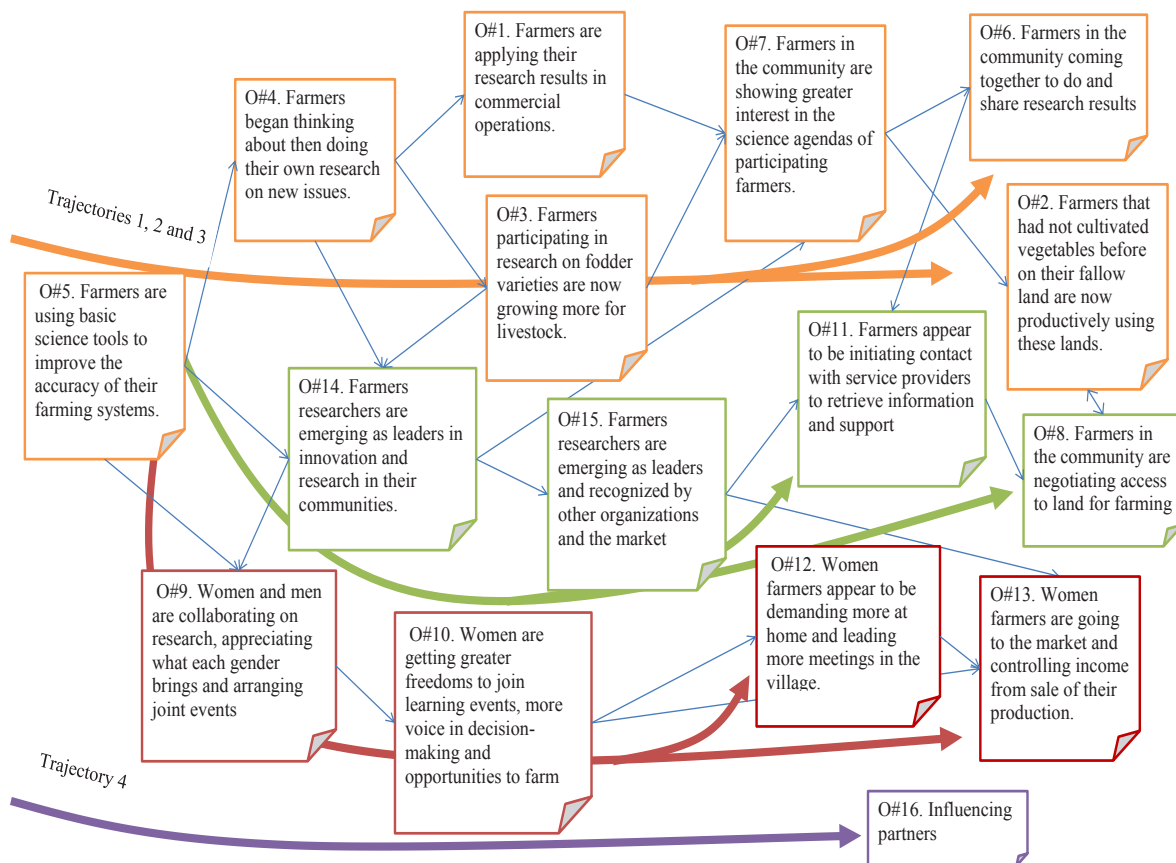 O#1. Farmers are
applying their
research results in
commercial
operations.
O#7. Farmers in
the community are
showing greater
interest in the
science agendas of
participating
farmers.
O#6. Farmers in the
community coming
together to do and
share research results
O#4. Farmers
began thinking
about then doing
their own research
on new issues.
Trajectories 1, 2 and 3
O#3. Farmers
participating in
research on fodder
varieties are now
growing more for
livestock.
O#2. Farmers that
had not cultivated
vegetables before
on their fallow
land are now
productively using
these lands.
O#5. Farmers are
using basic
science tools to
improve the
accuracy of their
farming systems.
O#14. Farmers
researchers are
emerging as leaders in
innovation and
research in their
communities.
O#15. Farmers
researchers are
emerging as leaders
and recognized by
other organizations
and the market
O#11. Farmers appear
to be initiating contact
with service providers
to retrieve information
and support
O#8. Farmers in
the community are
negotiating access
to land for farming
O#9. Women and men
are collaborating on
research, appreciating
what each gender
brings and arranging
joint events
O#10. Women are
getting greater
freedoms to join
learning events, more
voice in decision-
making and
opportunities to farm
O#12. Women
farmers appear to be
demanding more at
home and leading
more meetings in the
village.
O#13. Women
farmers are going
to the market and
controlling income
from sale of their
production.
Trajectory 4
O#16. Influencing
partners